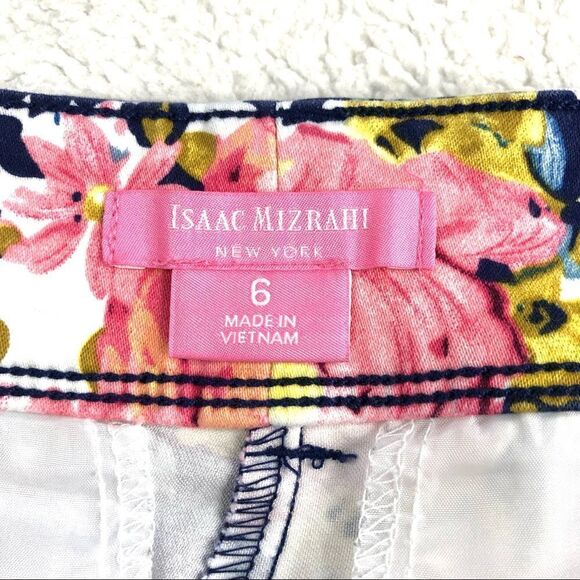 ISAAC MIZRAHI
NEW YORK
6
MADE IN
VIETNAM